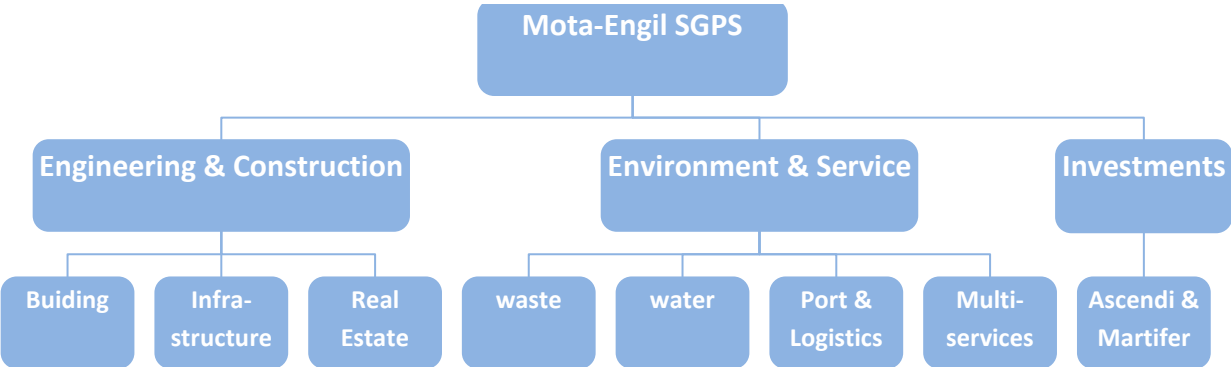 Mota-Engil SGPS
Engineering & Construction
Environment & Service
Investments
Buiding
Infra-
structure
Real
Estate
waste
water
Port &
Logistics
Multi-
services
Ascendi &
Martifer